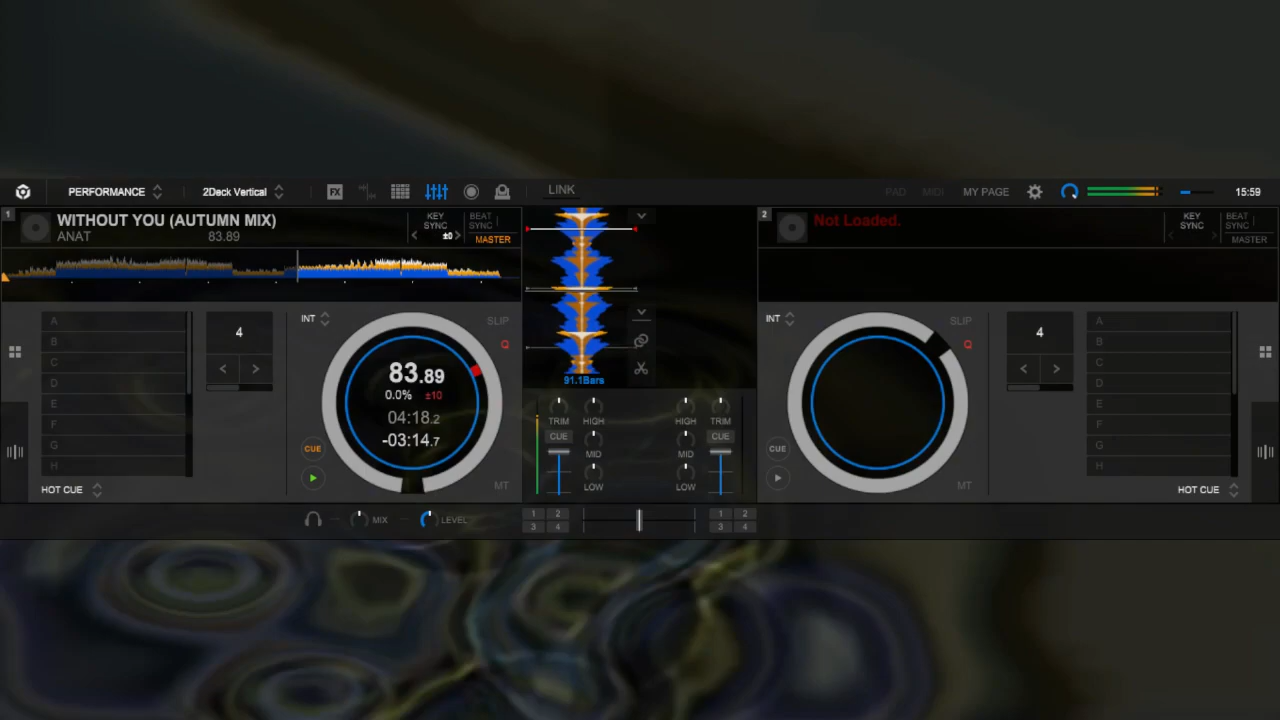 PERFORMANCE
2Deck Vertical
FX
LINK
PAD
MIDI
MY PAGE
15:59
1
WITHOUT YOU (AUTUMN MIX)
ANAT
83.89
KEY
SYNC
±0
BEAT
SYNC
MASTER
2
Not Loaded.
KEY
SYNC
BEAT
SYNC
MASTER
A
B
C
D
E
F
G
H
HOT CUE
4
INT
SLIP
Q
83.89
0.0% ±10
04:18.2
-03:14.7
CUE
MT
91.1Bars
TRIM
HIGH
CUE
MID
LOW
HIGH
TRIM
CUE
MID
LOW
INT
SLIP
Q
CUE
MT
4
A
B
C
D
E
F
G
H
HOT CUE
MIX
LEVEL
1 2
3 4
1 2
3 4